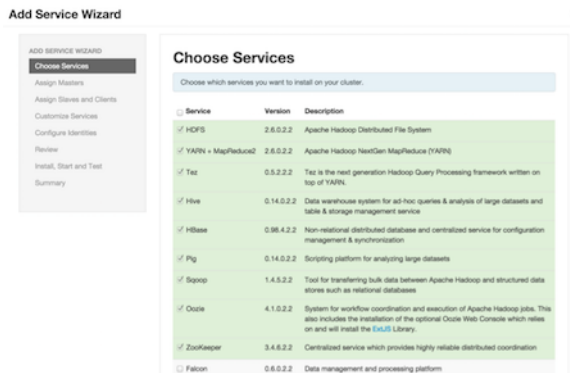 Add Service Wizard
ADD SERVICE WIZARD
Choose Services
Assign Masters
Assign Slaves and Clients
Customize Services
Configure Identities
Review
Install, Start and Test
Summary
Choose Services
Choose which services you want to install on your cluster.
Service Version Description
HDFS 2.6.0.2.2 Apache Hadoop Distributed File System
YARN + MapReduce2 2.6.0.2.2 Apache Hadoop NextGen MapReduce (YARN)
Tez 0.5.2.2.2 Tez is the next generation Hadoop Query Processing framework written on
top of YARN.
Hive 0.14.0.2.2 Data warehouse system for ad-hoc queries & analysis of large datasets and
table & storage management service
HBase 0.98.4.2.2 Non-relational distributed database and centralized service for configuration
management & synchronization
Pig 0.14.0.2.2 Scripting platform for analyzing large datasets
Sqoop 1.4.5.2.2 Tool for transferring bulk data between Apache Hadoop and structured data
stores such as relational databases
Oozie 4.1.0.2.2 System for workflow coordination and execution of Apache Hadoop jobs. This
also includes the installation of the optional Oozie Web Console which relies
on and will install the ExtJS Library.
ZooKeeper 3.4.6.2.2 Centralized service which provides highly reliable distributed coordination
Falcon 0.6.0.2.2 Data management and processing platform